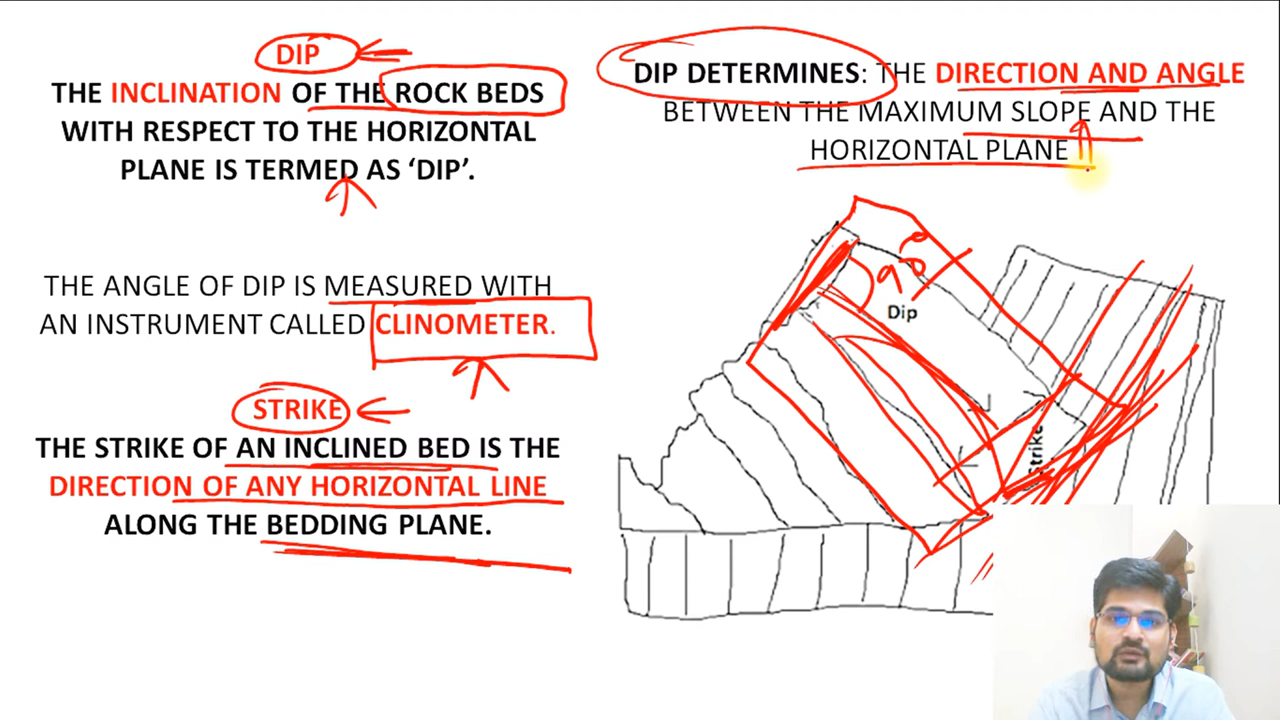 DIP
THE INCLINATION OF THE ROCK BEDS
WITH RESPECT TO THE HORIZONTAL
PLANE IS TERMED AS ‘DIP’.
THE ANGLE OF DIP IS MEASURED WITH
AN INSTRUMENT CALLED CLINOMETER.
STRIKE
THE STRIKE OF AN INCLINED BED IS THE
DIRECTION OF ANY HORIZONTAL LINE
ALONG THE BEDDING PLANE.
DIP DETERMINES: THE DIRECTION AND ANGLE
BETWEEN THE MAXIMUM SLOPE AND THE
HORIZONTAL PLANE
90°
Dip
Strike